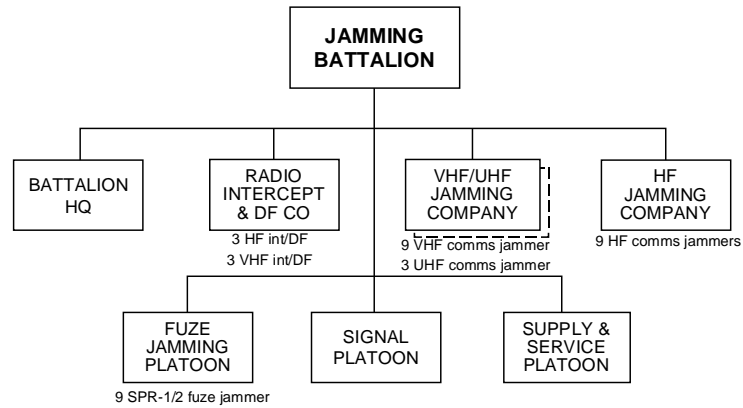 JAMMING
BATTALION
BATTALION
HQ
RADIO
INTERCEPT
& DF CO
3 HF int/DF
3 VHF int/DF
VHF/UHF
JAMMING
COMPANY
9 VHF comms jammer
3 UHF comms jammer
HF
JAMMING
COMPANY
9 HF comms jammers
FUZE
JAMMING
PLATOON
9 SPR-1/2 fuze jammer
SIGNAL
PLATOON
SUPPLY &
SERVICE
PLATOON